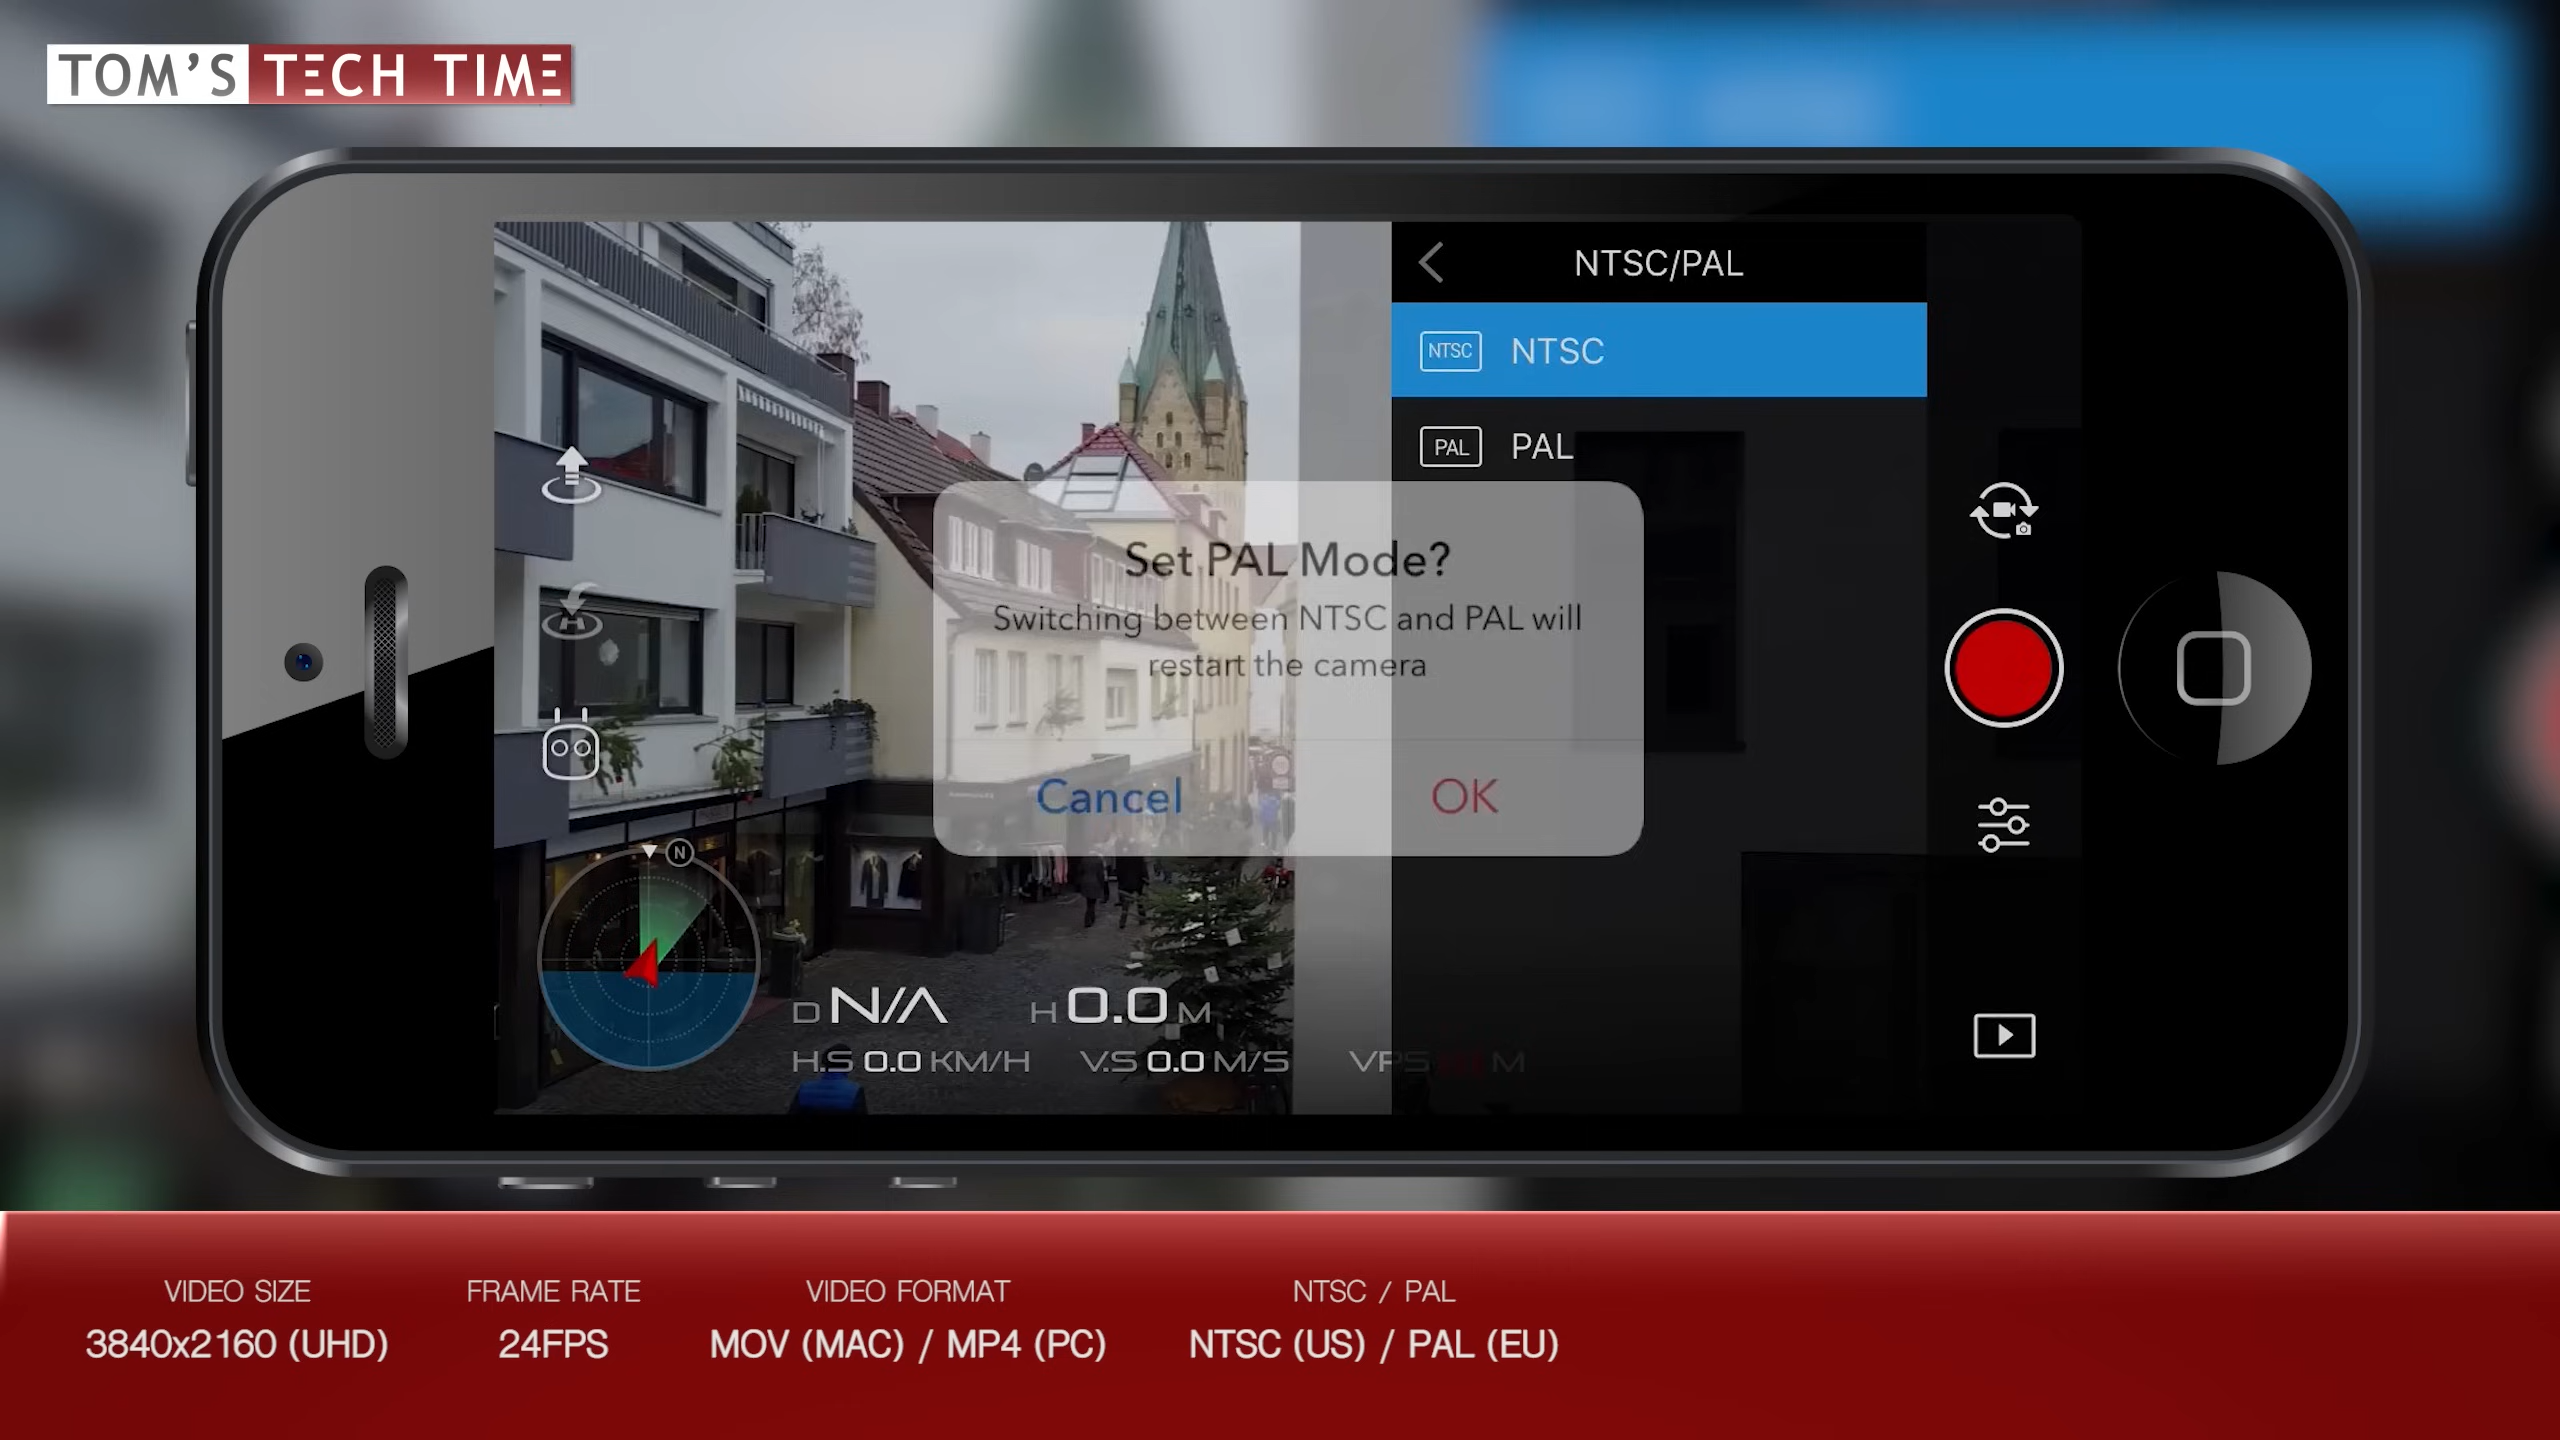 TOM'S TECH TIME
NTSC/PAL
NTSC NTSC
PAL PAL
Set PAL Mode?
Switching between NTSC and PAL will
restart the camera
Cancel OK
N
D N/A H 0.0 M
H.S 0.0 KM/H V.S 0.0 M/S VPS M
VIDEO SIZE FRAME RATE VIDEO FORMAT NTSC / PAL
3840x2160 (UHD) 24FPS MOV (MAC) / MP4 (PC) NTSC (US) / PAL (EU)